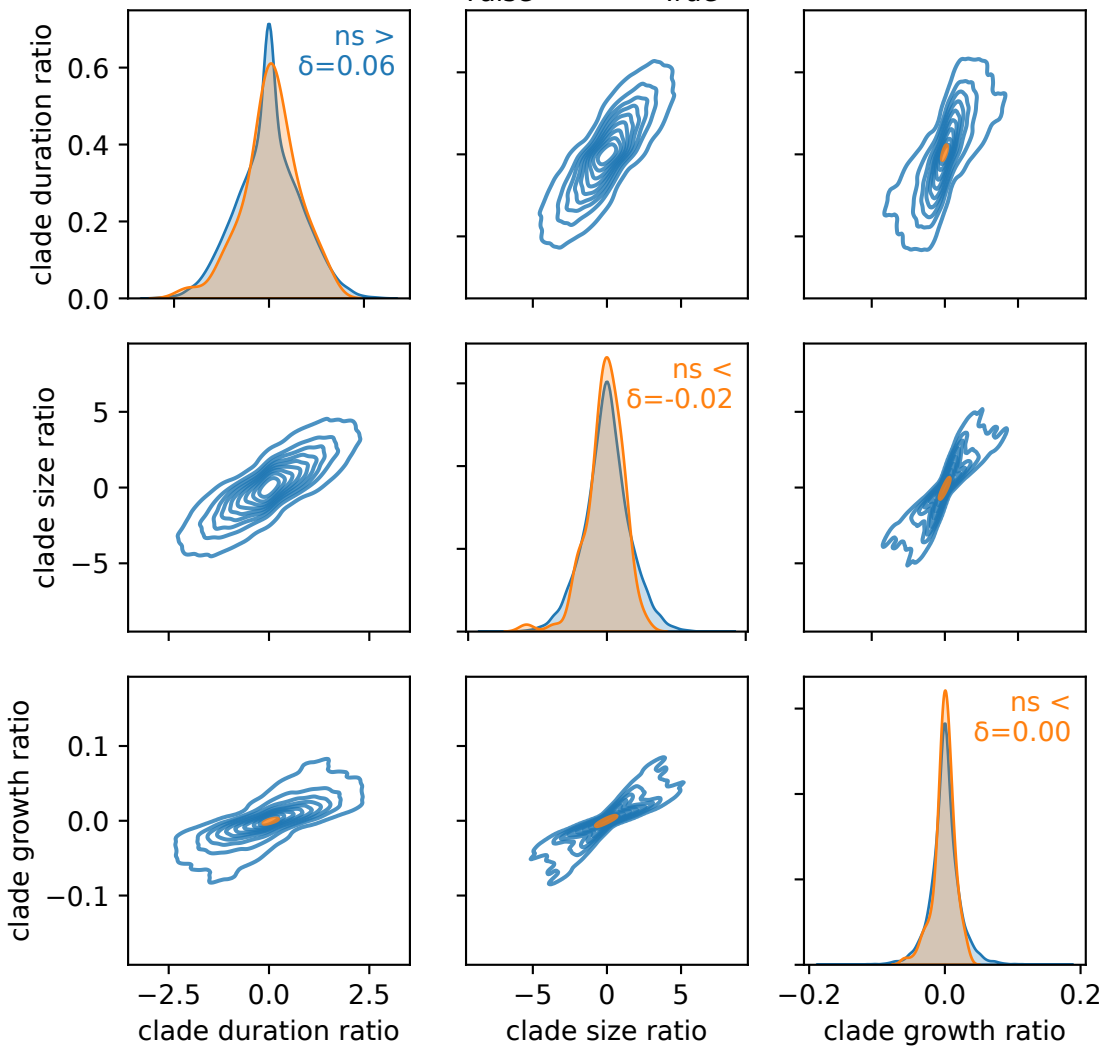 clade duration ratio
0.6
0.4
0.2
0.0
ns >
δ=0.06
clade size ratio
5
0
−5
−5
0
5
ns <
δ=-0.02
clade growth ratio
0.1
0.0
−0.1
ns <
δ=0.00
−2.5
0.0
2.5
clade duration ratio
−5
0
5
clade size ratio
−0.2
0.0
0.2
clade growth ratio